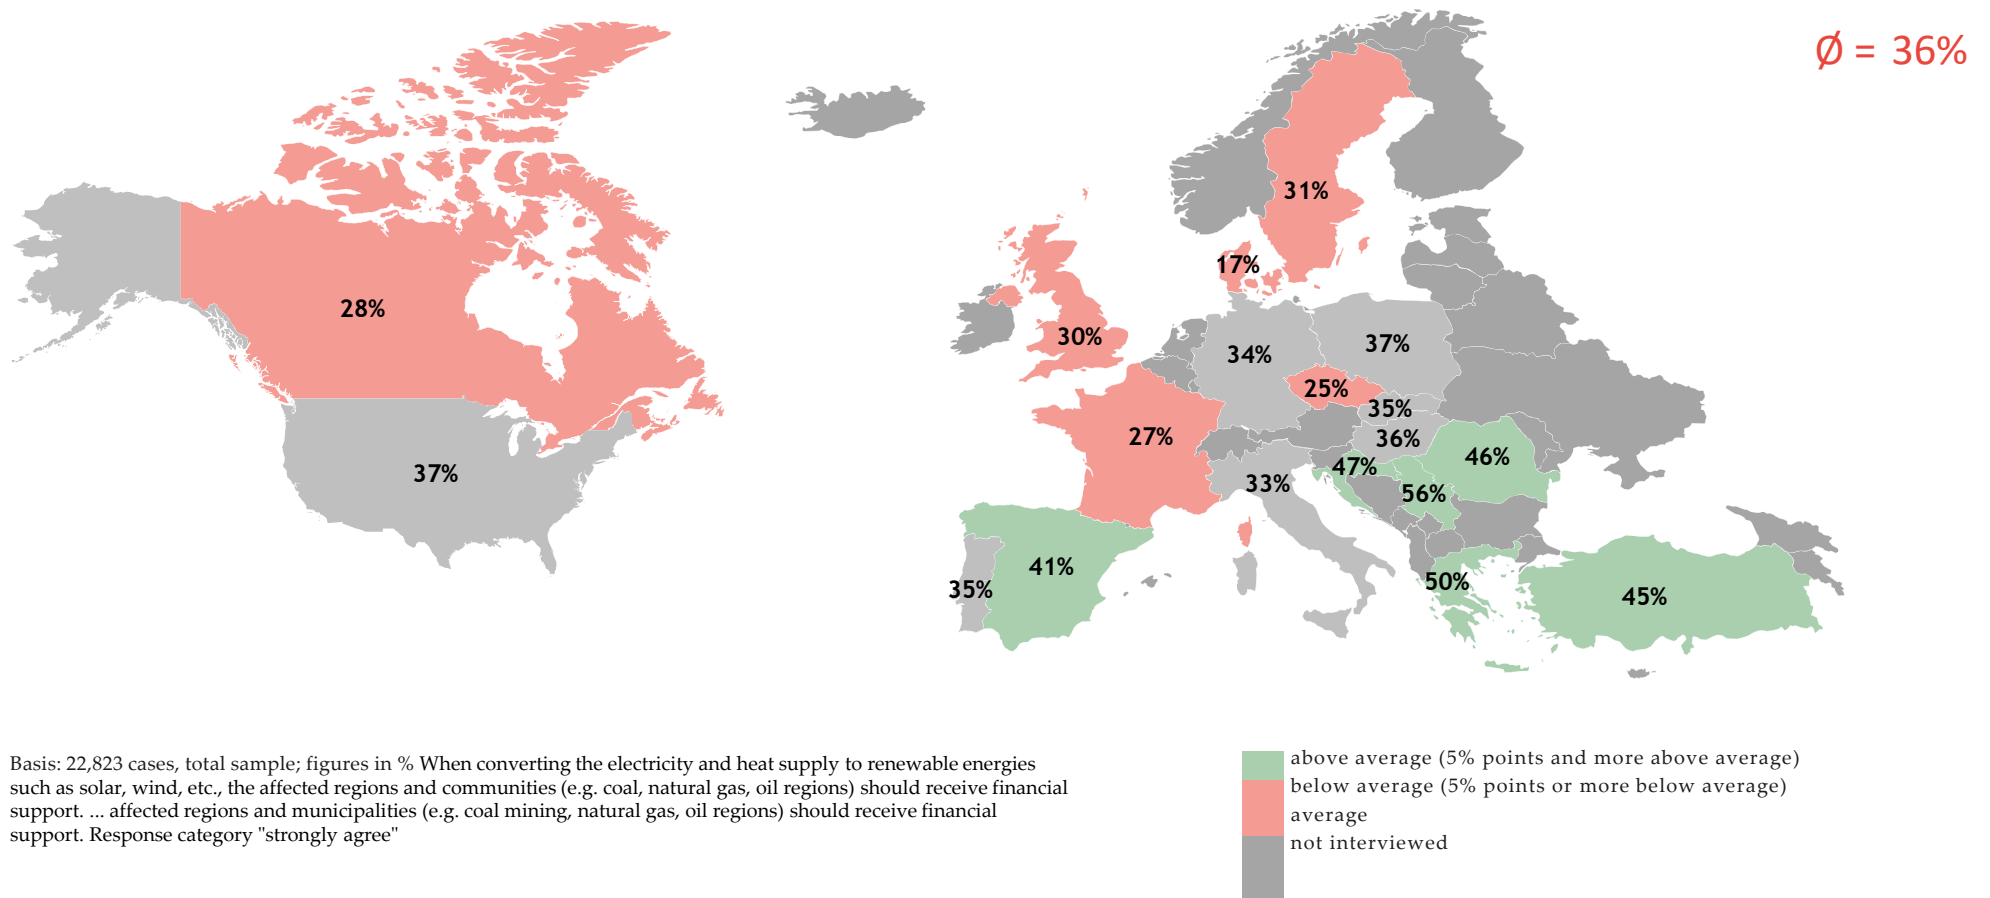 Ø = 36%
31%
17%
28%
30%
34%
37%
25%
35%
27%
36%
47%
46%
37%
33%
56%
41%
50%
35%
45%
Basis: 22,823 cases, total sample; figures in % When converting the electricity and heat supply to renewable energies
such as solar, wind, etc., the affected regions and communities (e.g. coal, natural gas, oil regions) should receive financial
support. ... affected regions and municipalities (e.g. coal mining, natural gas, oil regions) should receive financial
support. Response category "strongly agree"
above average (5% points and more above average)
below average (5% points or more below average)
average
not interviewed